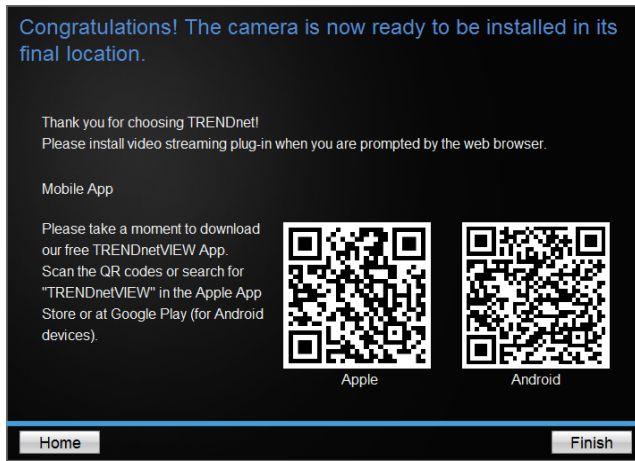 Congratulations! The camera is now ready to be installed in its
final location.
Thank you for choosing TRENDnet!
Please install video streaming plug-in when you are prompted by the web browser.
Mobile App
Please take a moment to download
our free TRENDnetVIEW App.
Scan the QR codes or search for
"TRENDnetVIEW" in the Apple App
Store or at Google Play (for Android
devices).
Apple
Android
Home
Finish